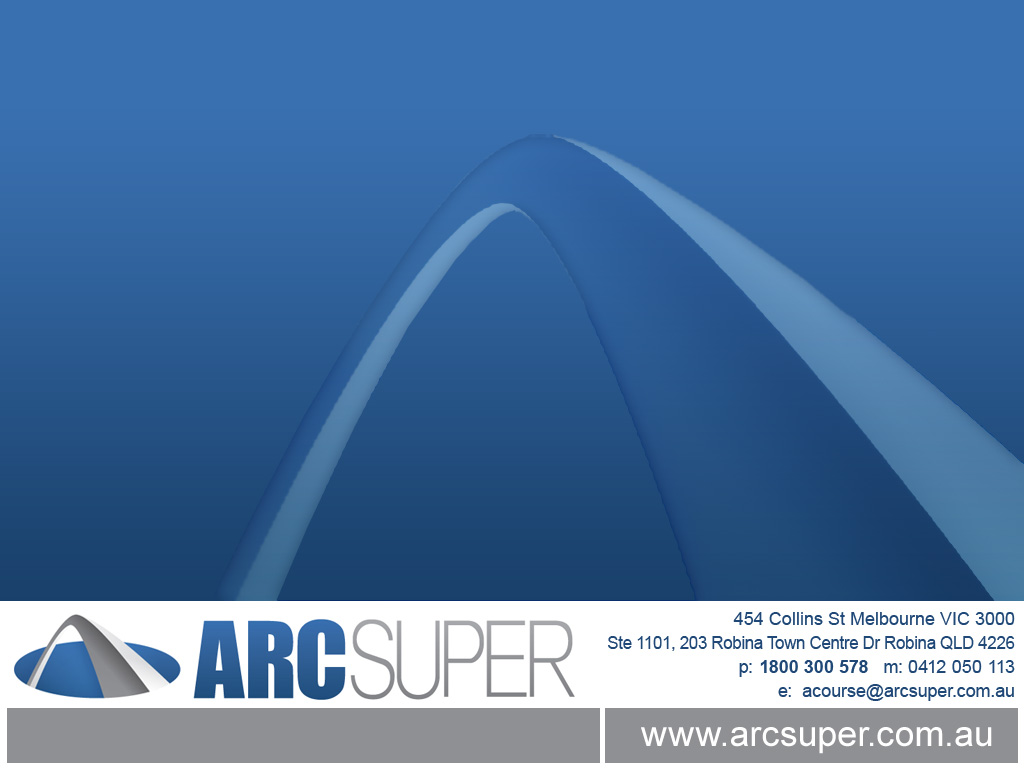 ARCSUPER
454 Collins St Melbourne VIC 3000
Ste 1101, 203 Robina Town Centre Dr Robina QLD 4226
p: 1800 300 578 m: 0412 050 113
e: acourse@arcsuper.com.au
www.arcsuper.com.au